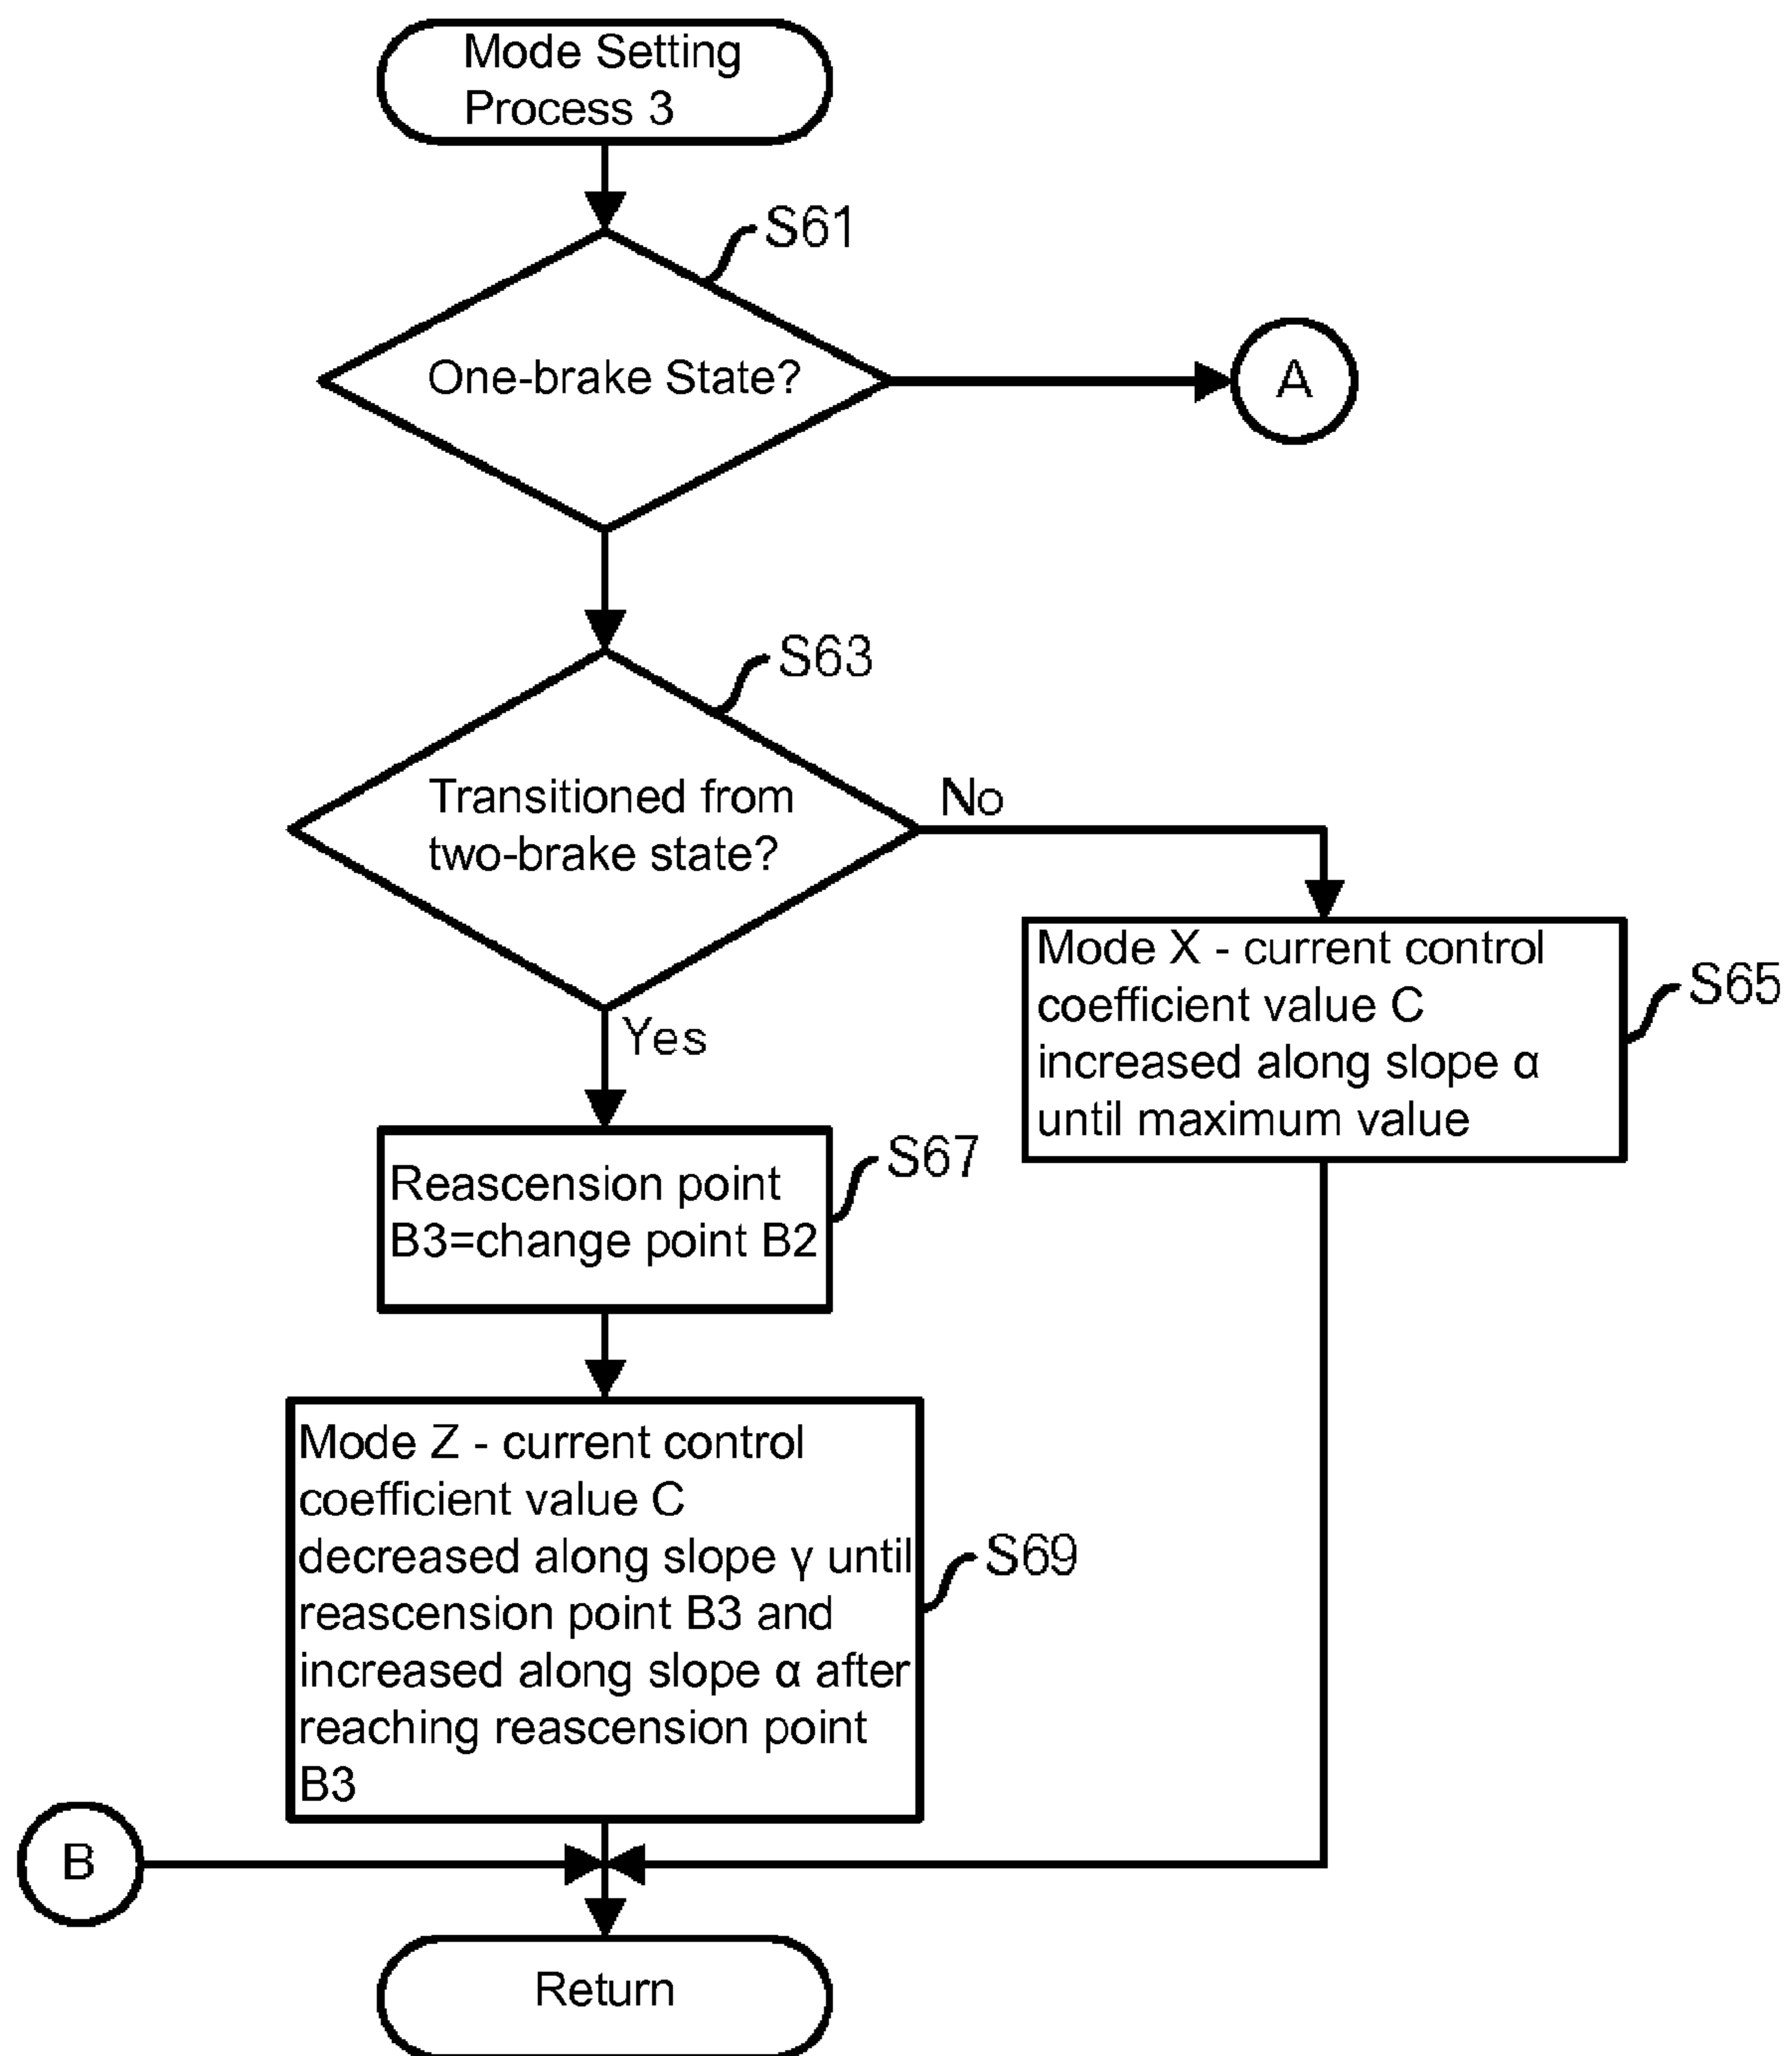 Mode Setting
Process 3
S61
One-brake State?
A
S63
Transitioned from
two-brake state?
No
Yes
Mode X - current control
coefficient value C
increased along slope α
until maximum value
S65
Reascension point
B3=change point B2
S67
Mode Z - current control
coefficient value C
decreased along slope γ until
reascension point B3 and
increased along slope α after
reaching reascension point
B3
S69
B
Return